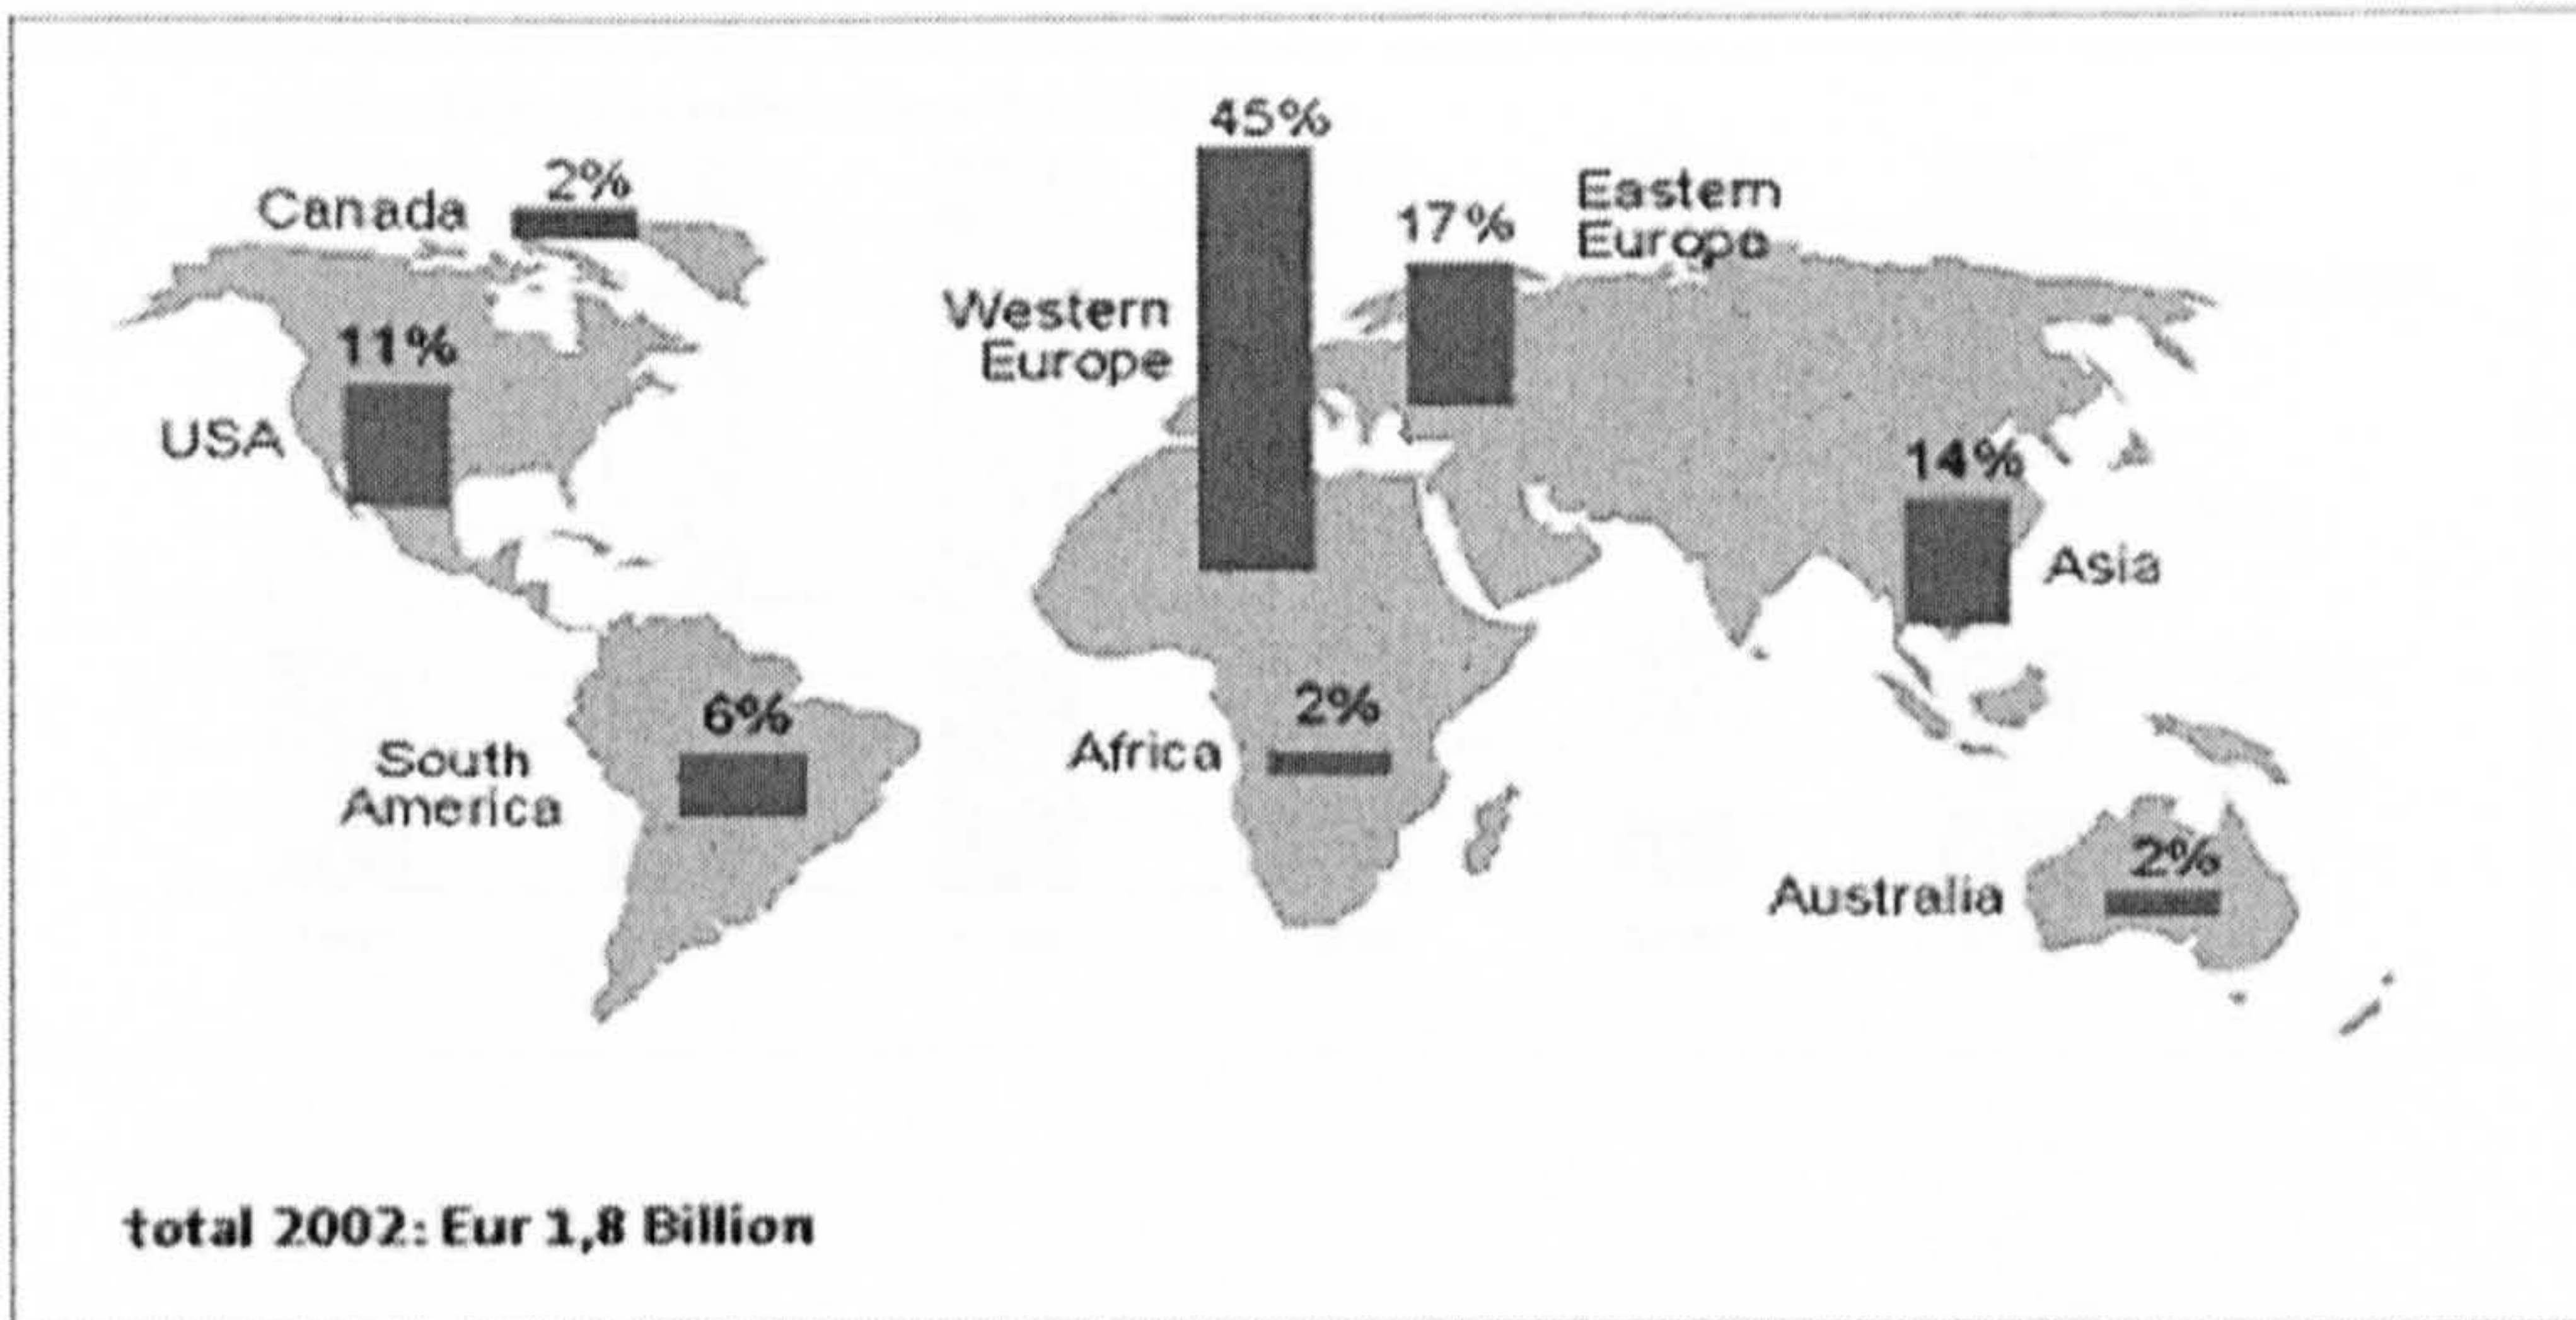 45%
2%
Canada
Eastern
Europe
17%
Western
Europe
11%
USA
14%
Asia
6%
South
America
2%
Africa
2%
Australia
total 2002: Eur 1,8 Billion